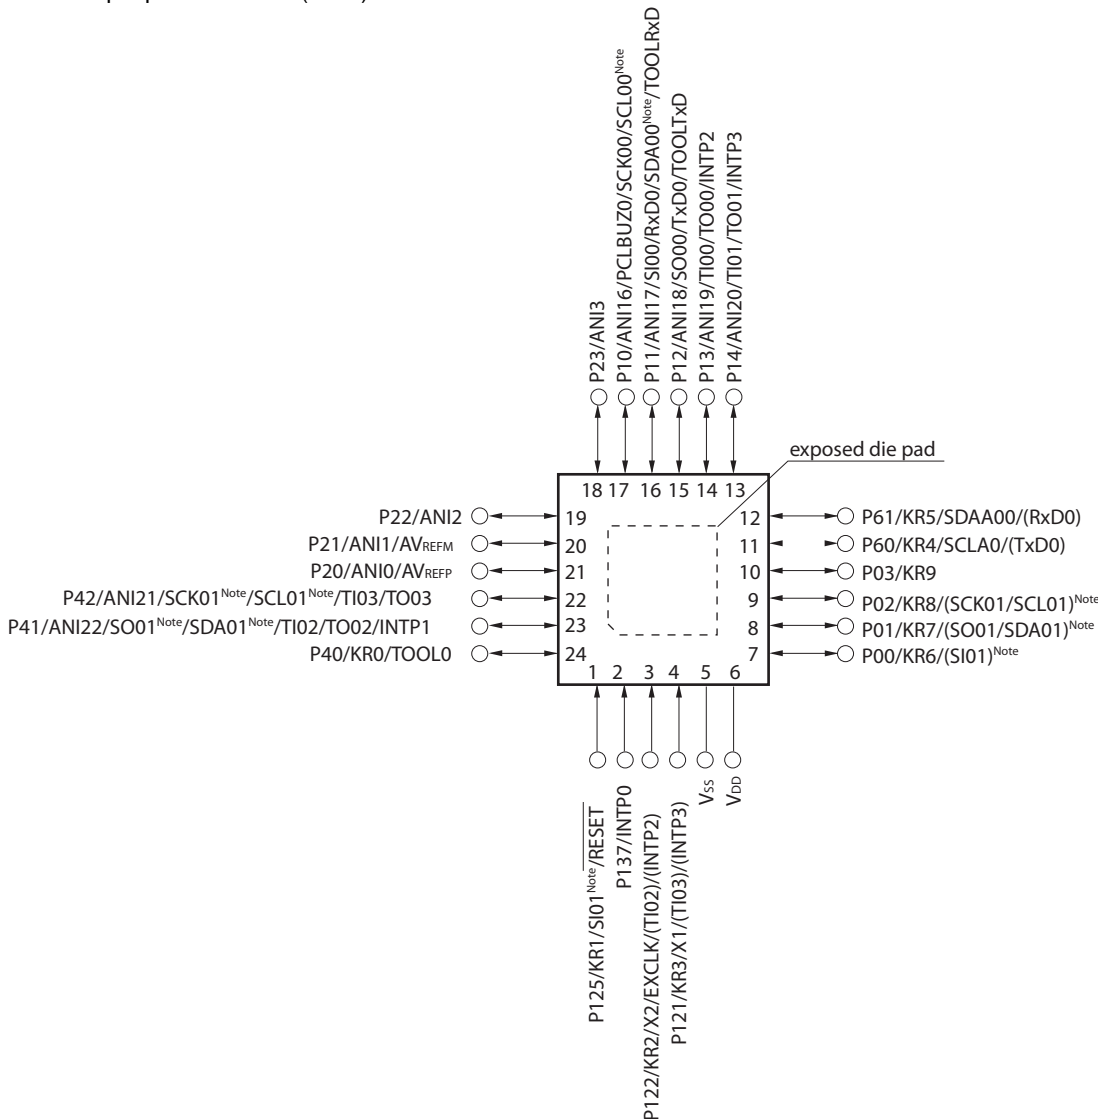 P23/ANI3
P10/ANI16/PCLBUZ0/SCK00/SCL00Note
P11/ANI17/SI00/RxD0/SDA00Note/TOOLRxD
P12/ANI18/SO00/TxD0/TOOLTxD
P13/ANI19/TI00/TO00/INTP2
P14/ANI20/TI01/TO01/INTP3
exposed die pad
18 17 16 15 14 13
P22/ANI2 19
P21/ANI1/AVREFM 20
P20/ANI0/AVREFP 21
P42/ANI21/SCK01Note/SCL01Note/TI03/TO03 22
P41/ANI22/SO01Note/SDA01Note/TI02/TO02/INTP1 23
P40/KR0/TOOL0 24
12 P61/KR5/SDAA00/(RxD0)
11 P60/KR4/SCLA0/(TxD0)
10 P03/KR9
9 P02/KR8/(SCK01/SCL01)Note
8 P01/KR7/(SO01/SDA01)Note
7 P00/KR6/(SI01)Note
1 2 3 4 5 6
P125/KR1/SI01Note/RESET
P137/INTP0
P122/KR2/X2/EXCLK/(TI02)/(INTP2)
P121/KR3/X1/(TI03)/(INTP3)
VSS
VDD